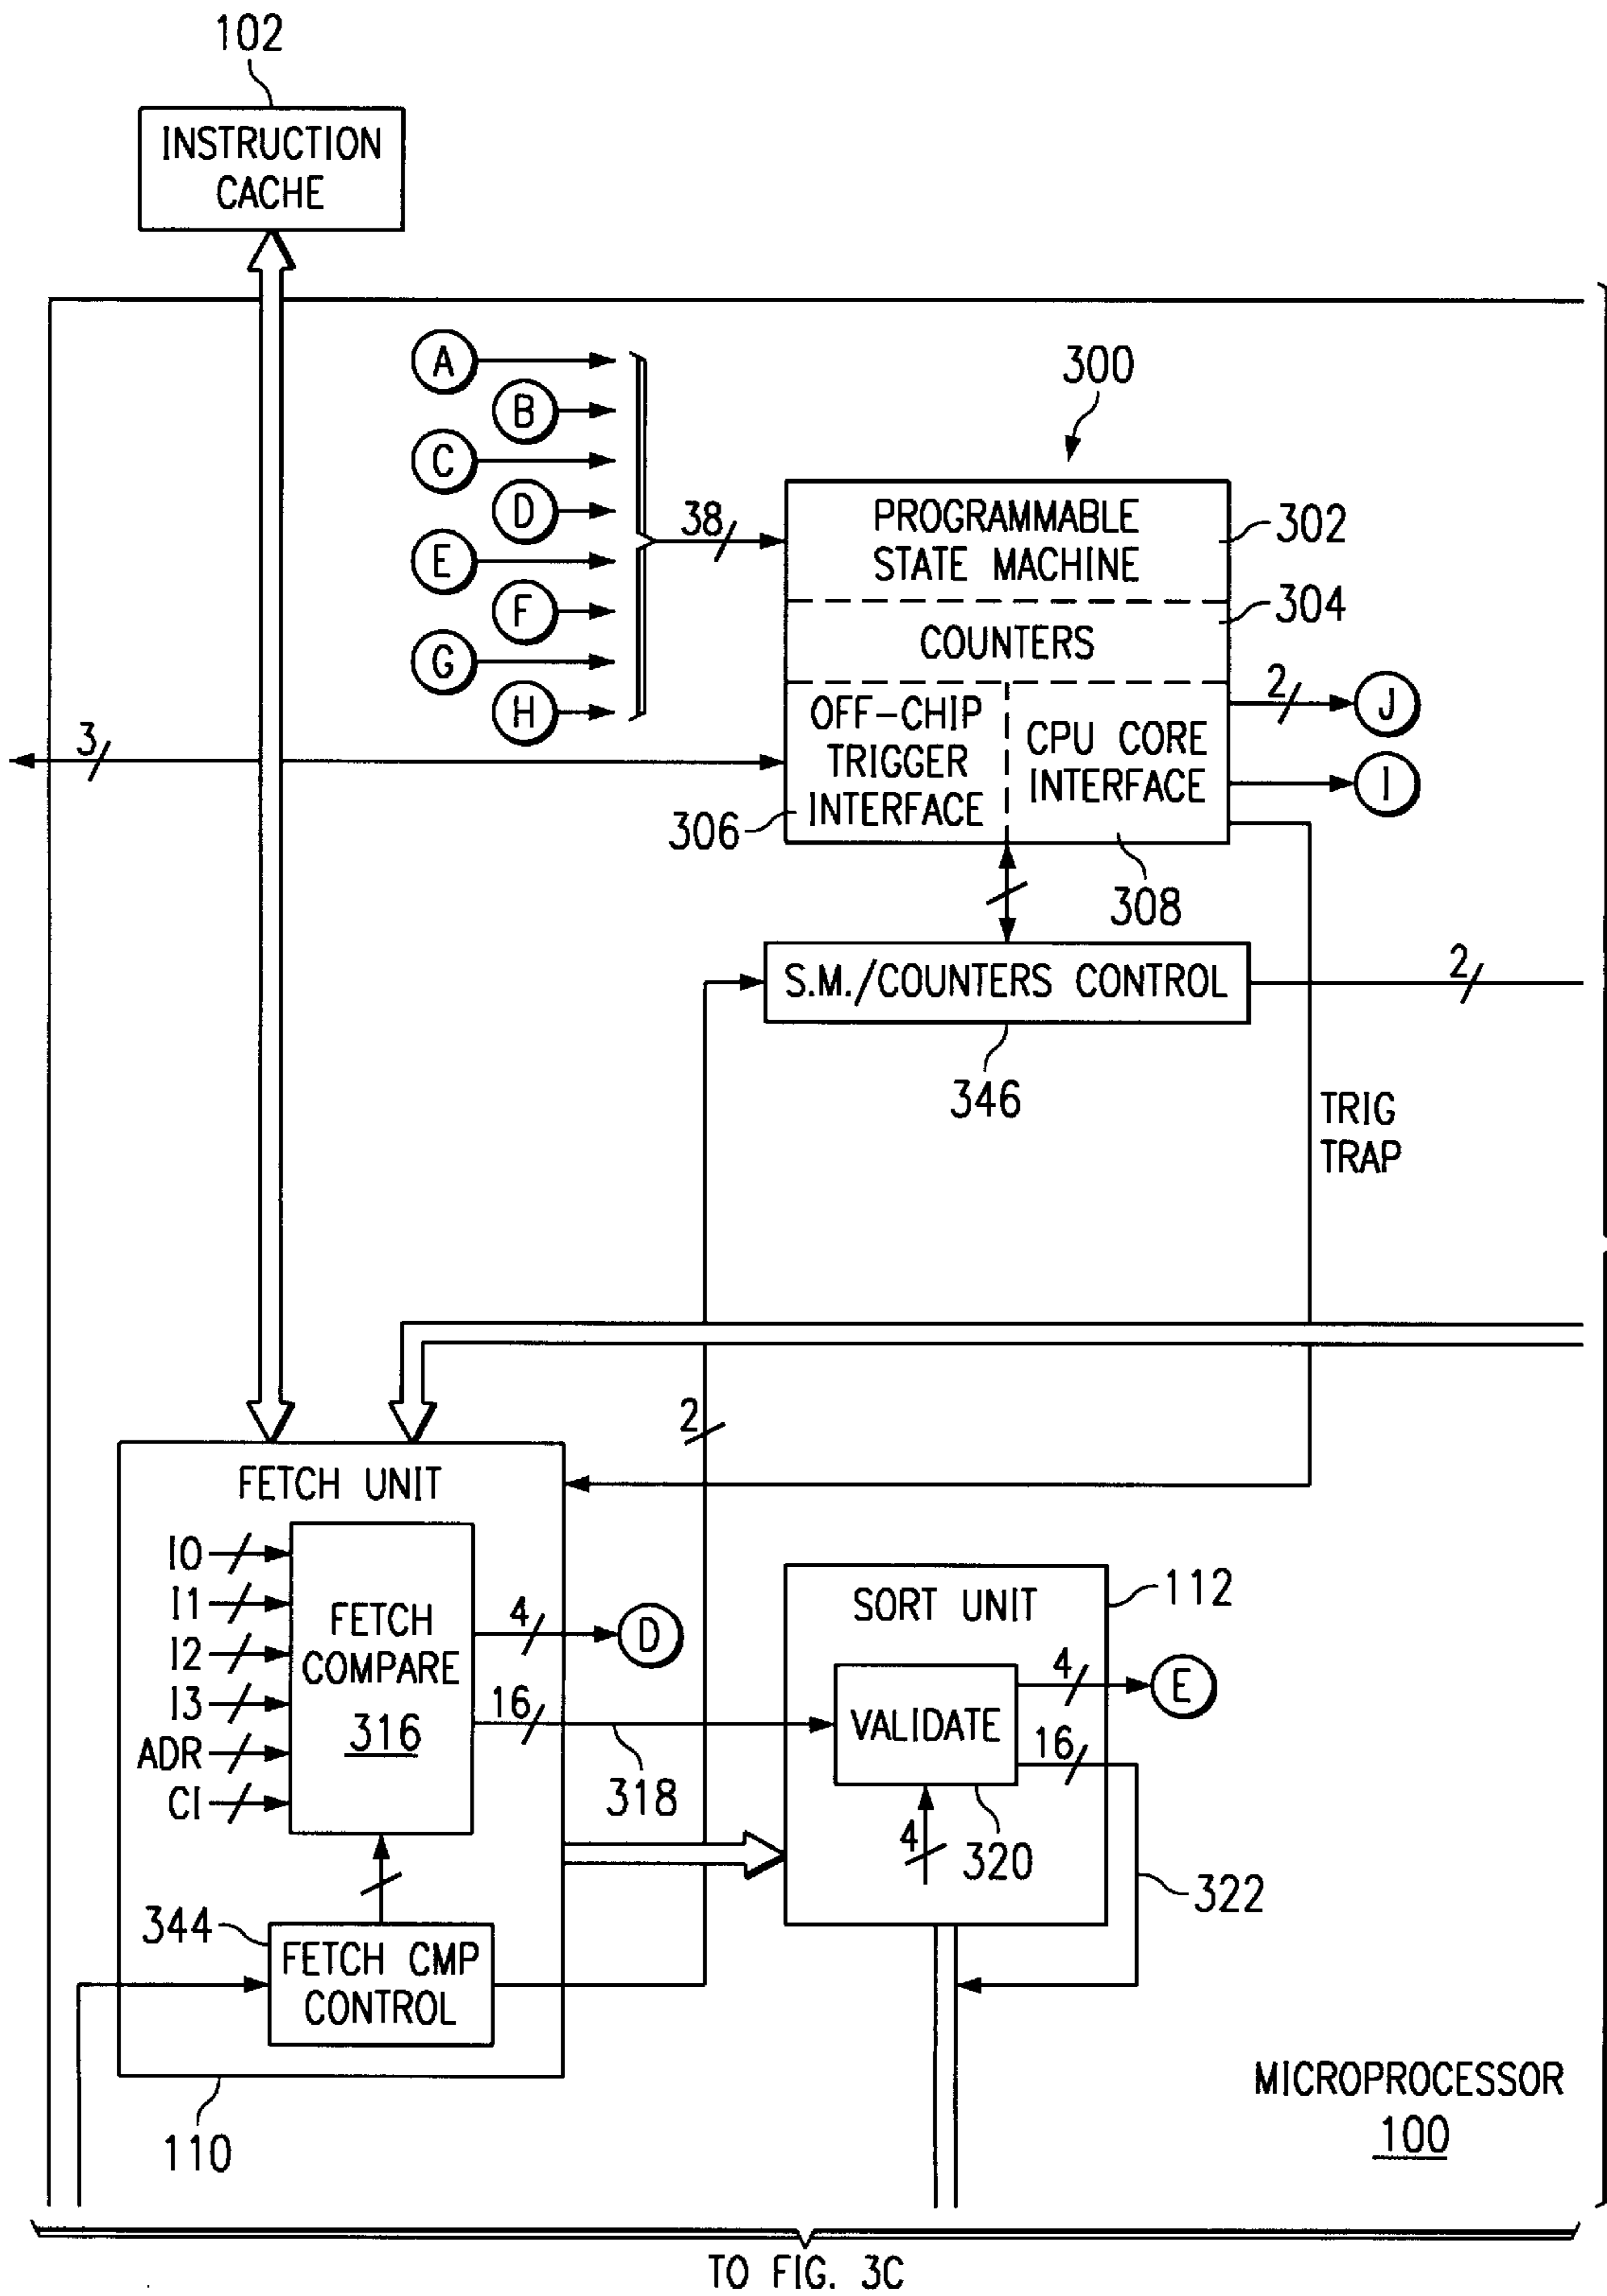 102
INSTRUCTION
CACHE
A
B
C
D
E
F
G
H
38
300
PROGRAMMABLE
STATE MACHINE
302
304
COUNTERS
OFF-CHIP
TRIGGER
INTERFACE
CPU CORE
INTERFACE
2
J
I
3
306
308
S.M./COUNTERS CONTROL
2
346
TRIG
TRAP
2
FETCH UNIT
I0
I1
I2
I3
ADR
CI
FETCH
COMPARE
316
4
D
16
318
SORT UNIT
112
VALIDATE
4
E
16
4
320
322
344
FETCH CMP
CONTROL
110
MICROPROCESSOR
100
TO FIG. 3C